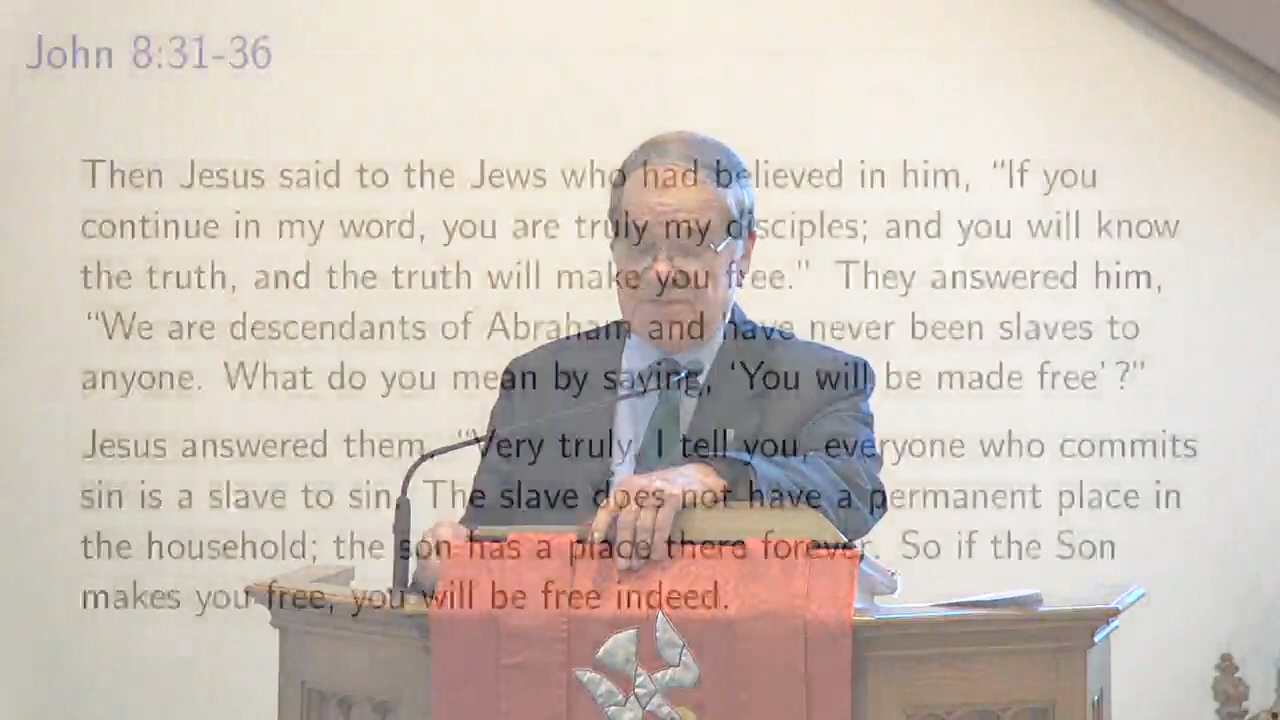 John 8:31-36
Then Jesus said to the Jews who had believed in him, “If you
continue in my word, you are truly my disciples; and you will know
the truth, and the truth will make you free.” They answered him,
“We are descendants of Abraham and have never been slaves to
anyone. What do you mean by saying, ‘You will be made free’?”
Jesus answered them, “Very truly, I tell you, everyone who commits
sin is a slave to sin. The slave does not have a permanent place in
the household; the son has a place there forever. So if the Son
makes you free, you will be free indeed.